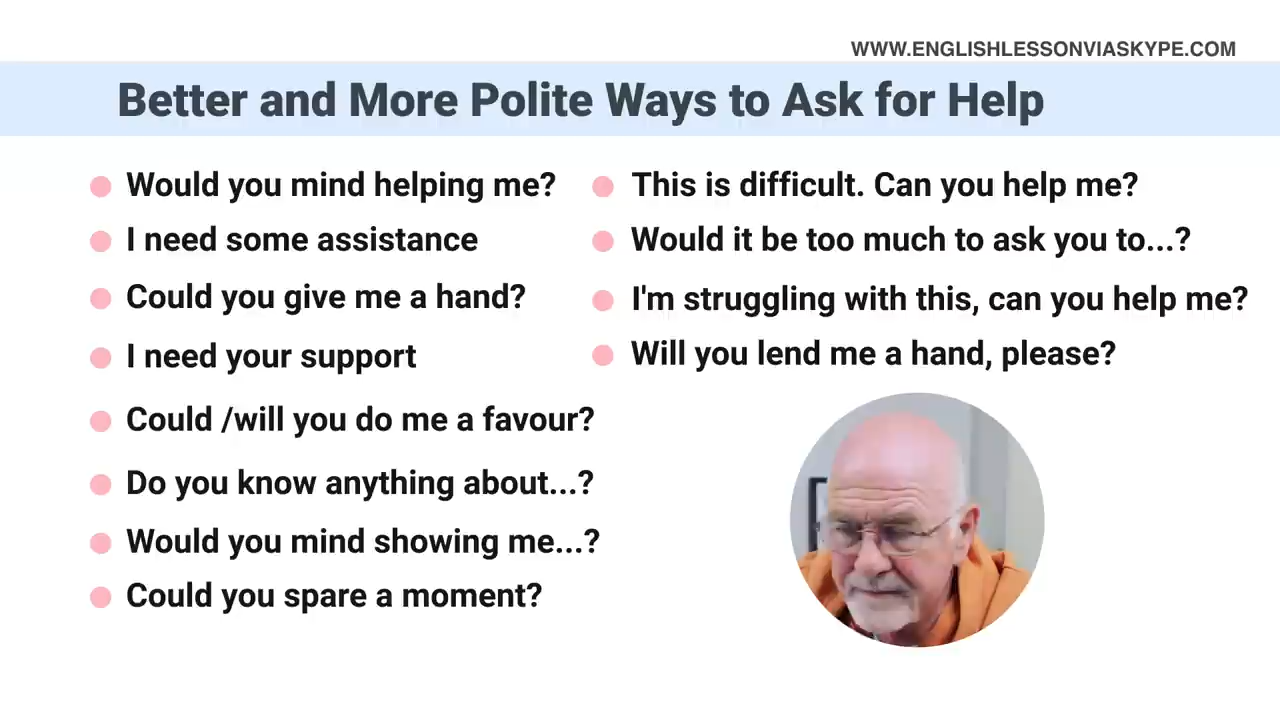 WWW.ENGLISHLESSONVIASKYPE.COM
Better and More Polite Ways to Ask for Help
Would you mind helping me?
I need some assistance
Could you give me a hand?
I need your support
Could /will you do me a favour?
Do you know anything about...?
Would you mind showing me...?
Could you spare a moment?
This is difficult. Can you help me?
Would it be too much to ask you to...?
I'm struggling with this, can you help me?
Will you lend me a hand, please?